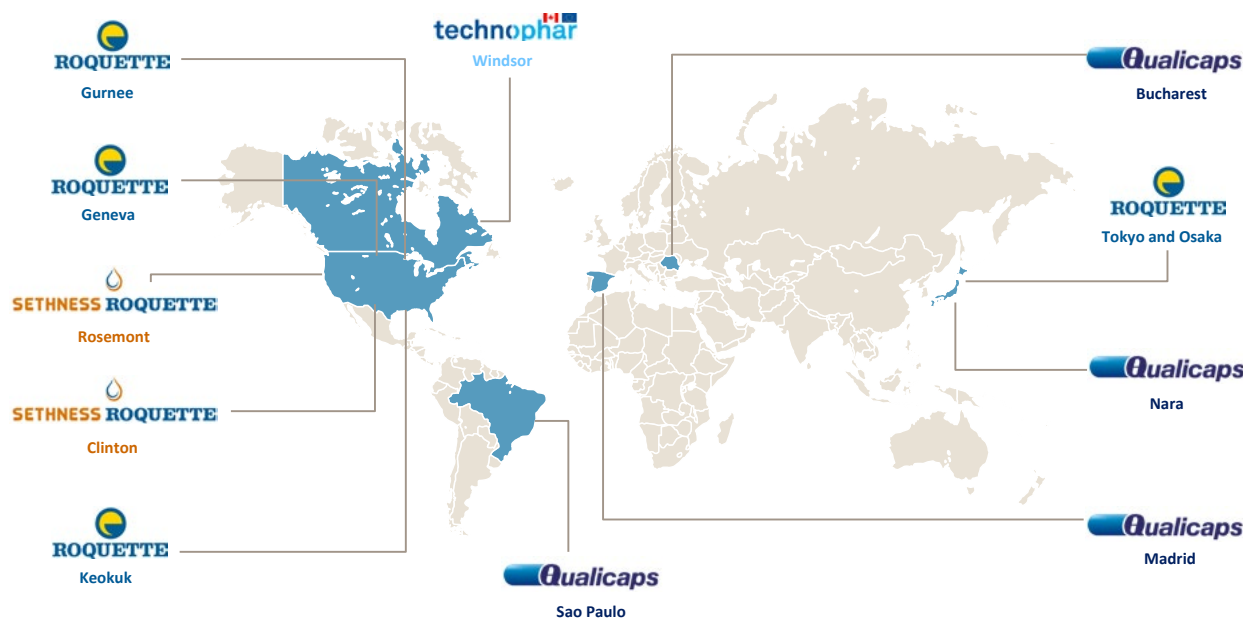 ROQUETTE
Gurnee
technophar
Windsor
Qualicaps
Bucharest
ROQUETTE
Geneva
ROQUETTE
Tokyo and Osaka
SETHNESS ROQUETTE
Rosemont
Qualicaps
Nara
SETHNESS ROQUETTE
Clinton
ROQUETTE
Keokuk
Qualicaps
Madrid
Qualicaps
Sao Paulo